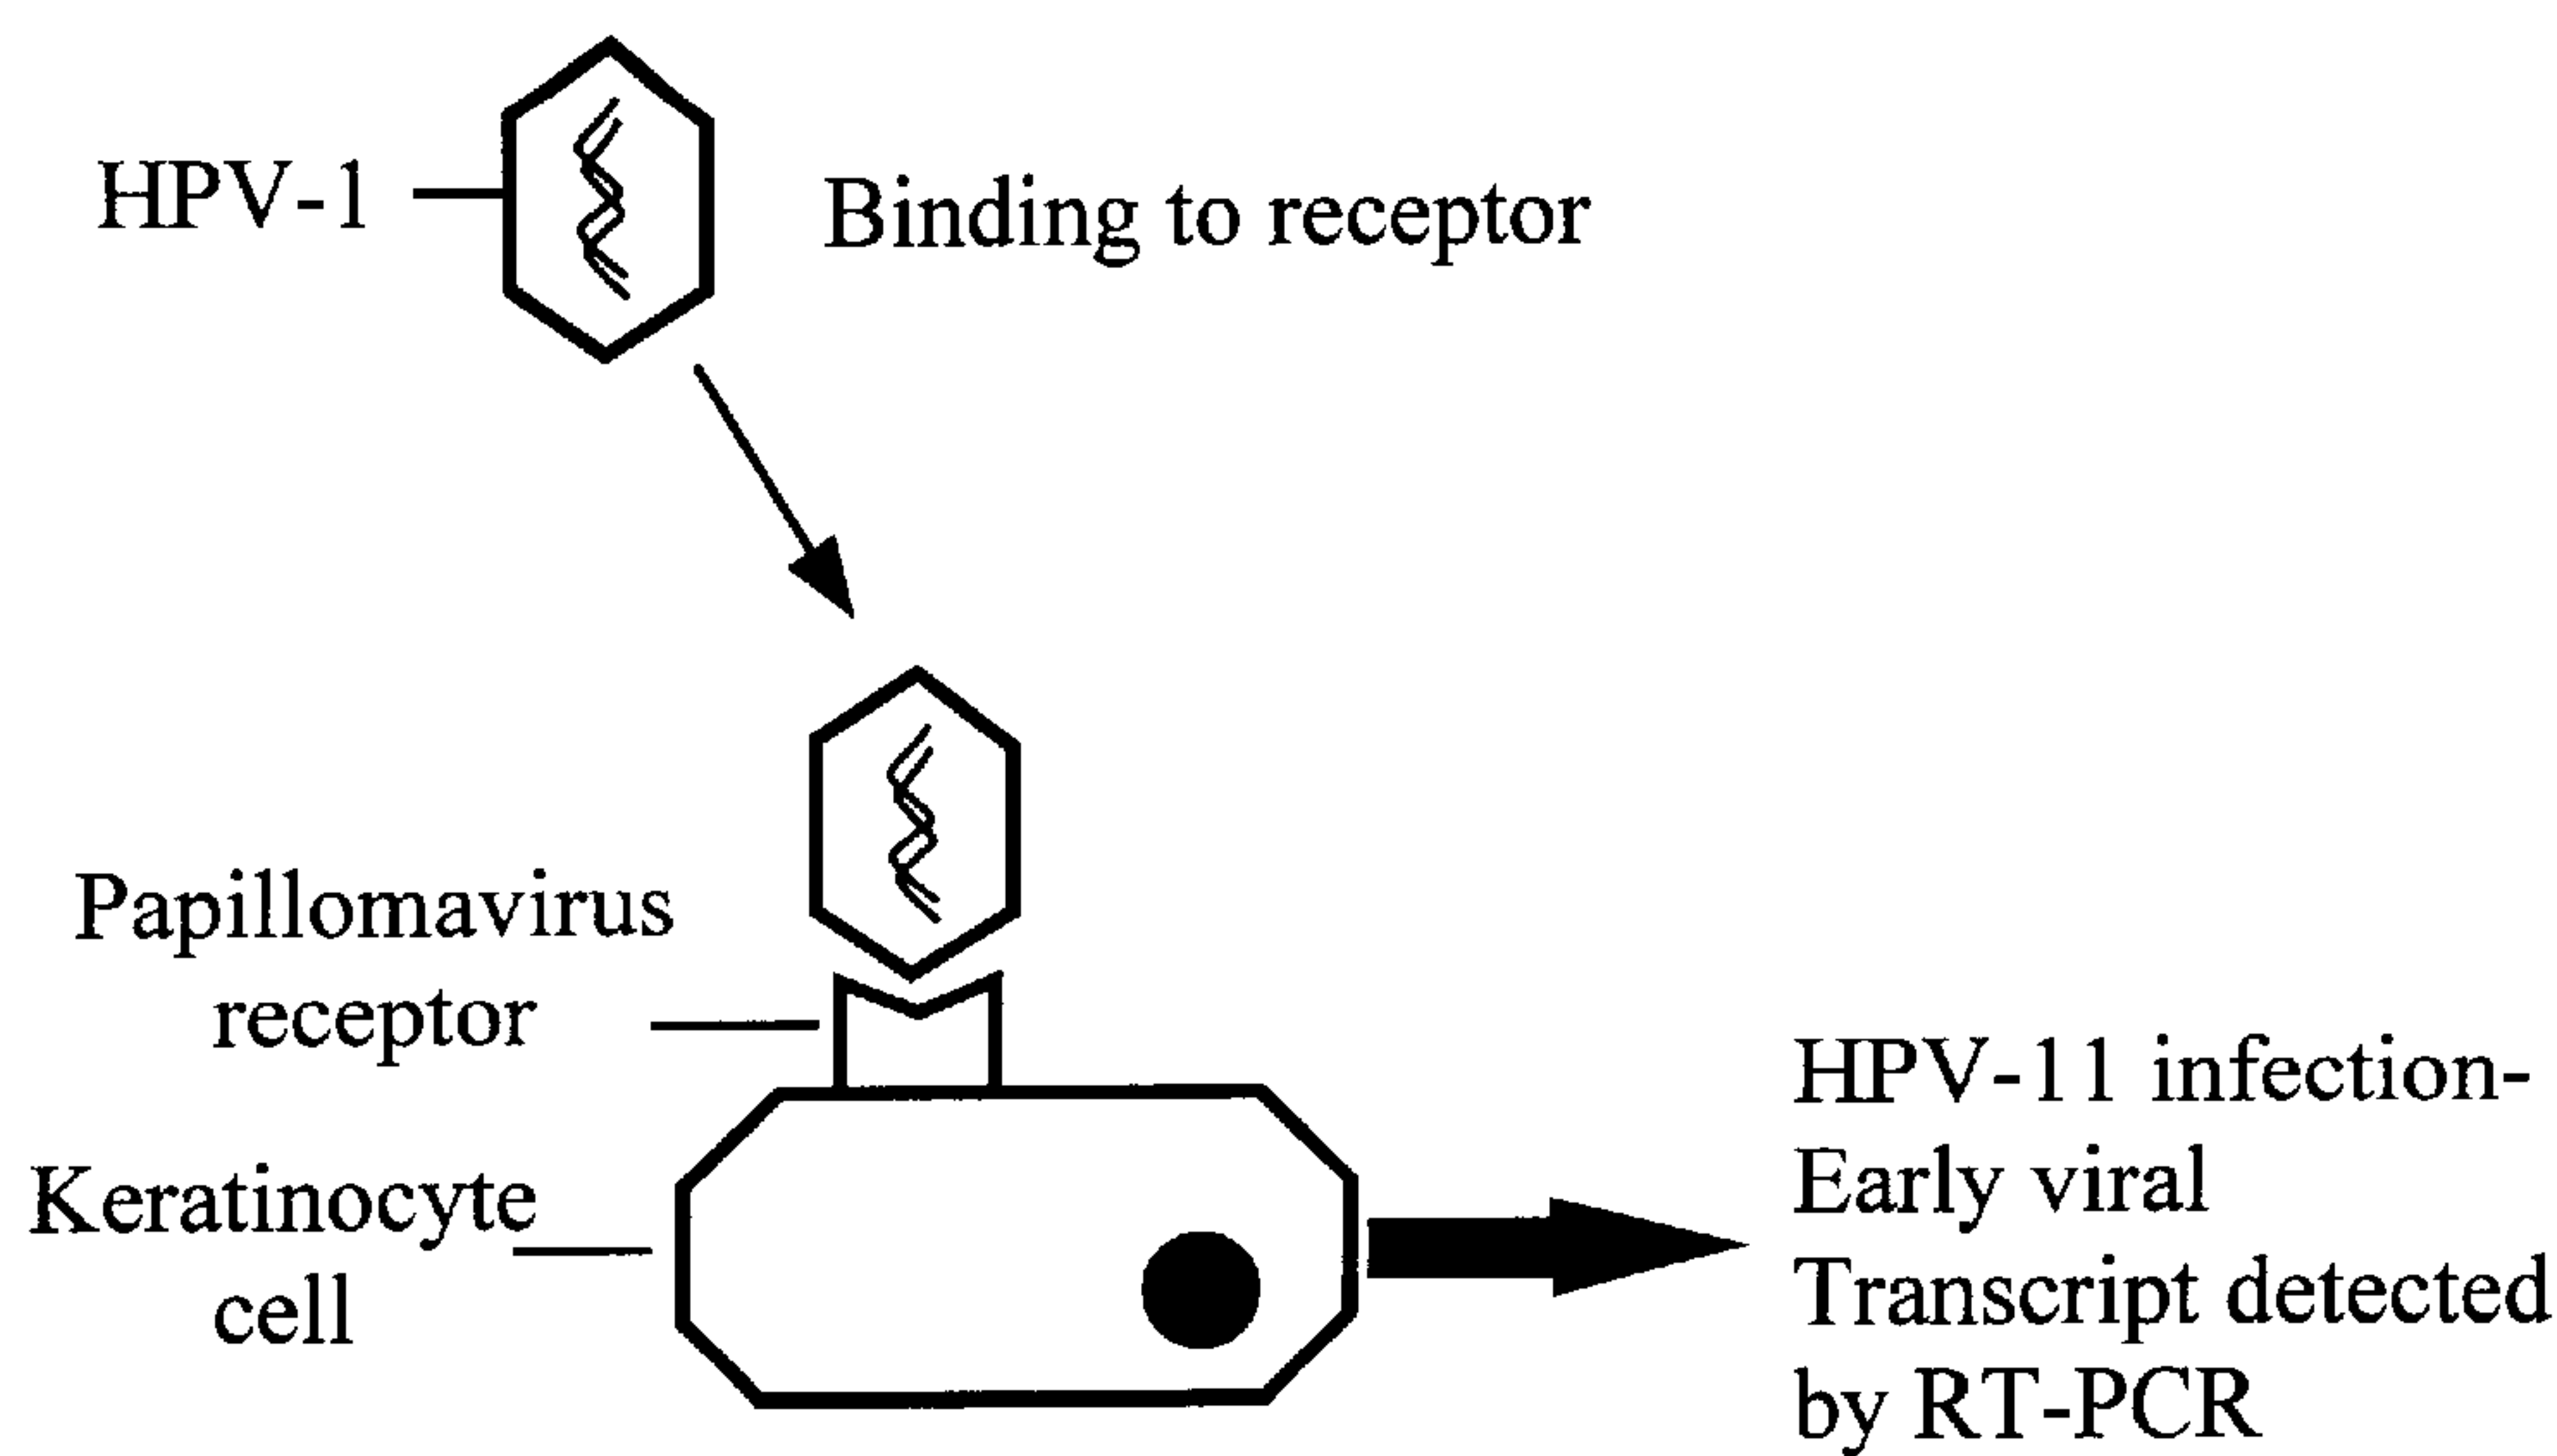 HPV-1
Binding to receptor
Papillomavirus
receptor
Keratinocyte
cell
HPV-11 infection-
Early viral
Transcript detected
by RT-PCR